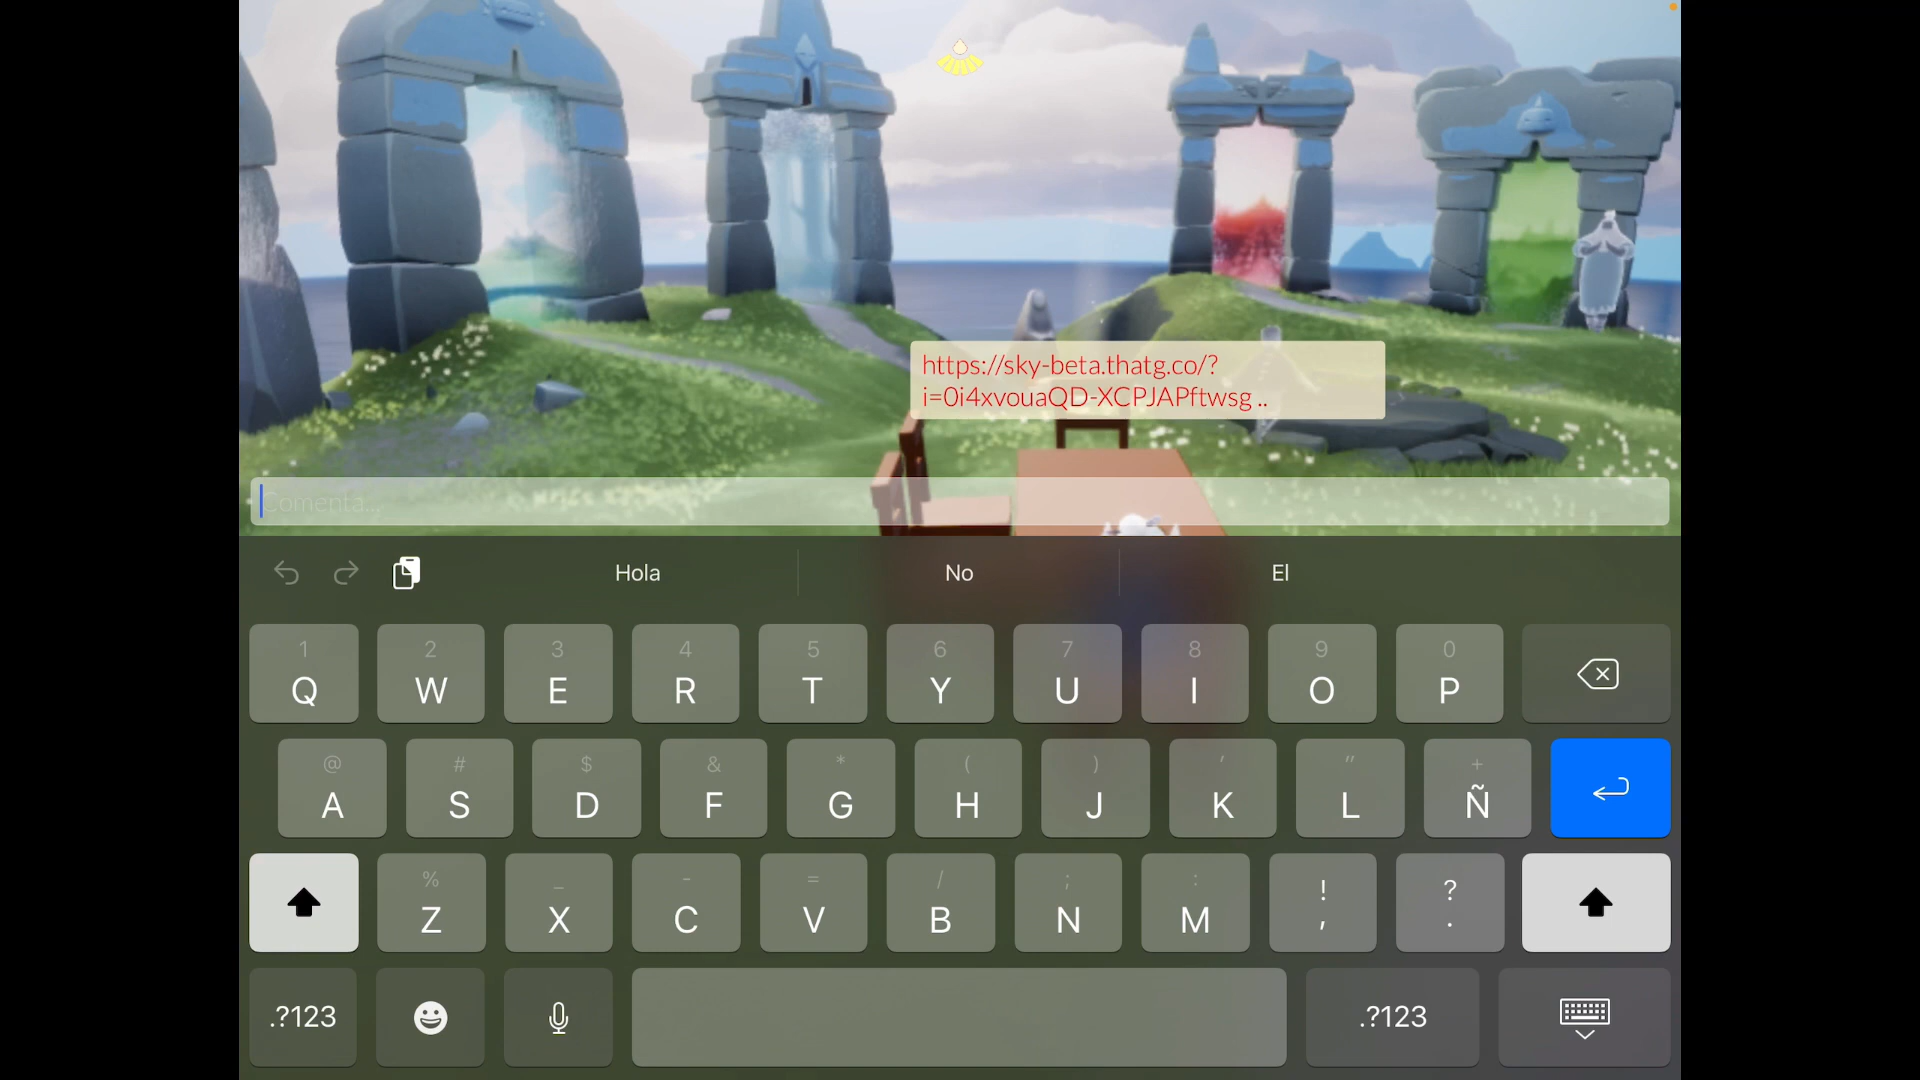 https://sky-beta.thatg.co/?
i=0i4xvouaQD-XCPJAPftwsg ..
Comenta...
Hola No El
1 2 3 4 5 6 7 8 9 0
Q W E R T Y U I O P
@ # $ & * ( ) ' " +
A S D F G H J K L Ñ
% _ - = / ; : ! ?
Z X C V B N M , .
.?123 .?123